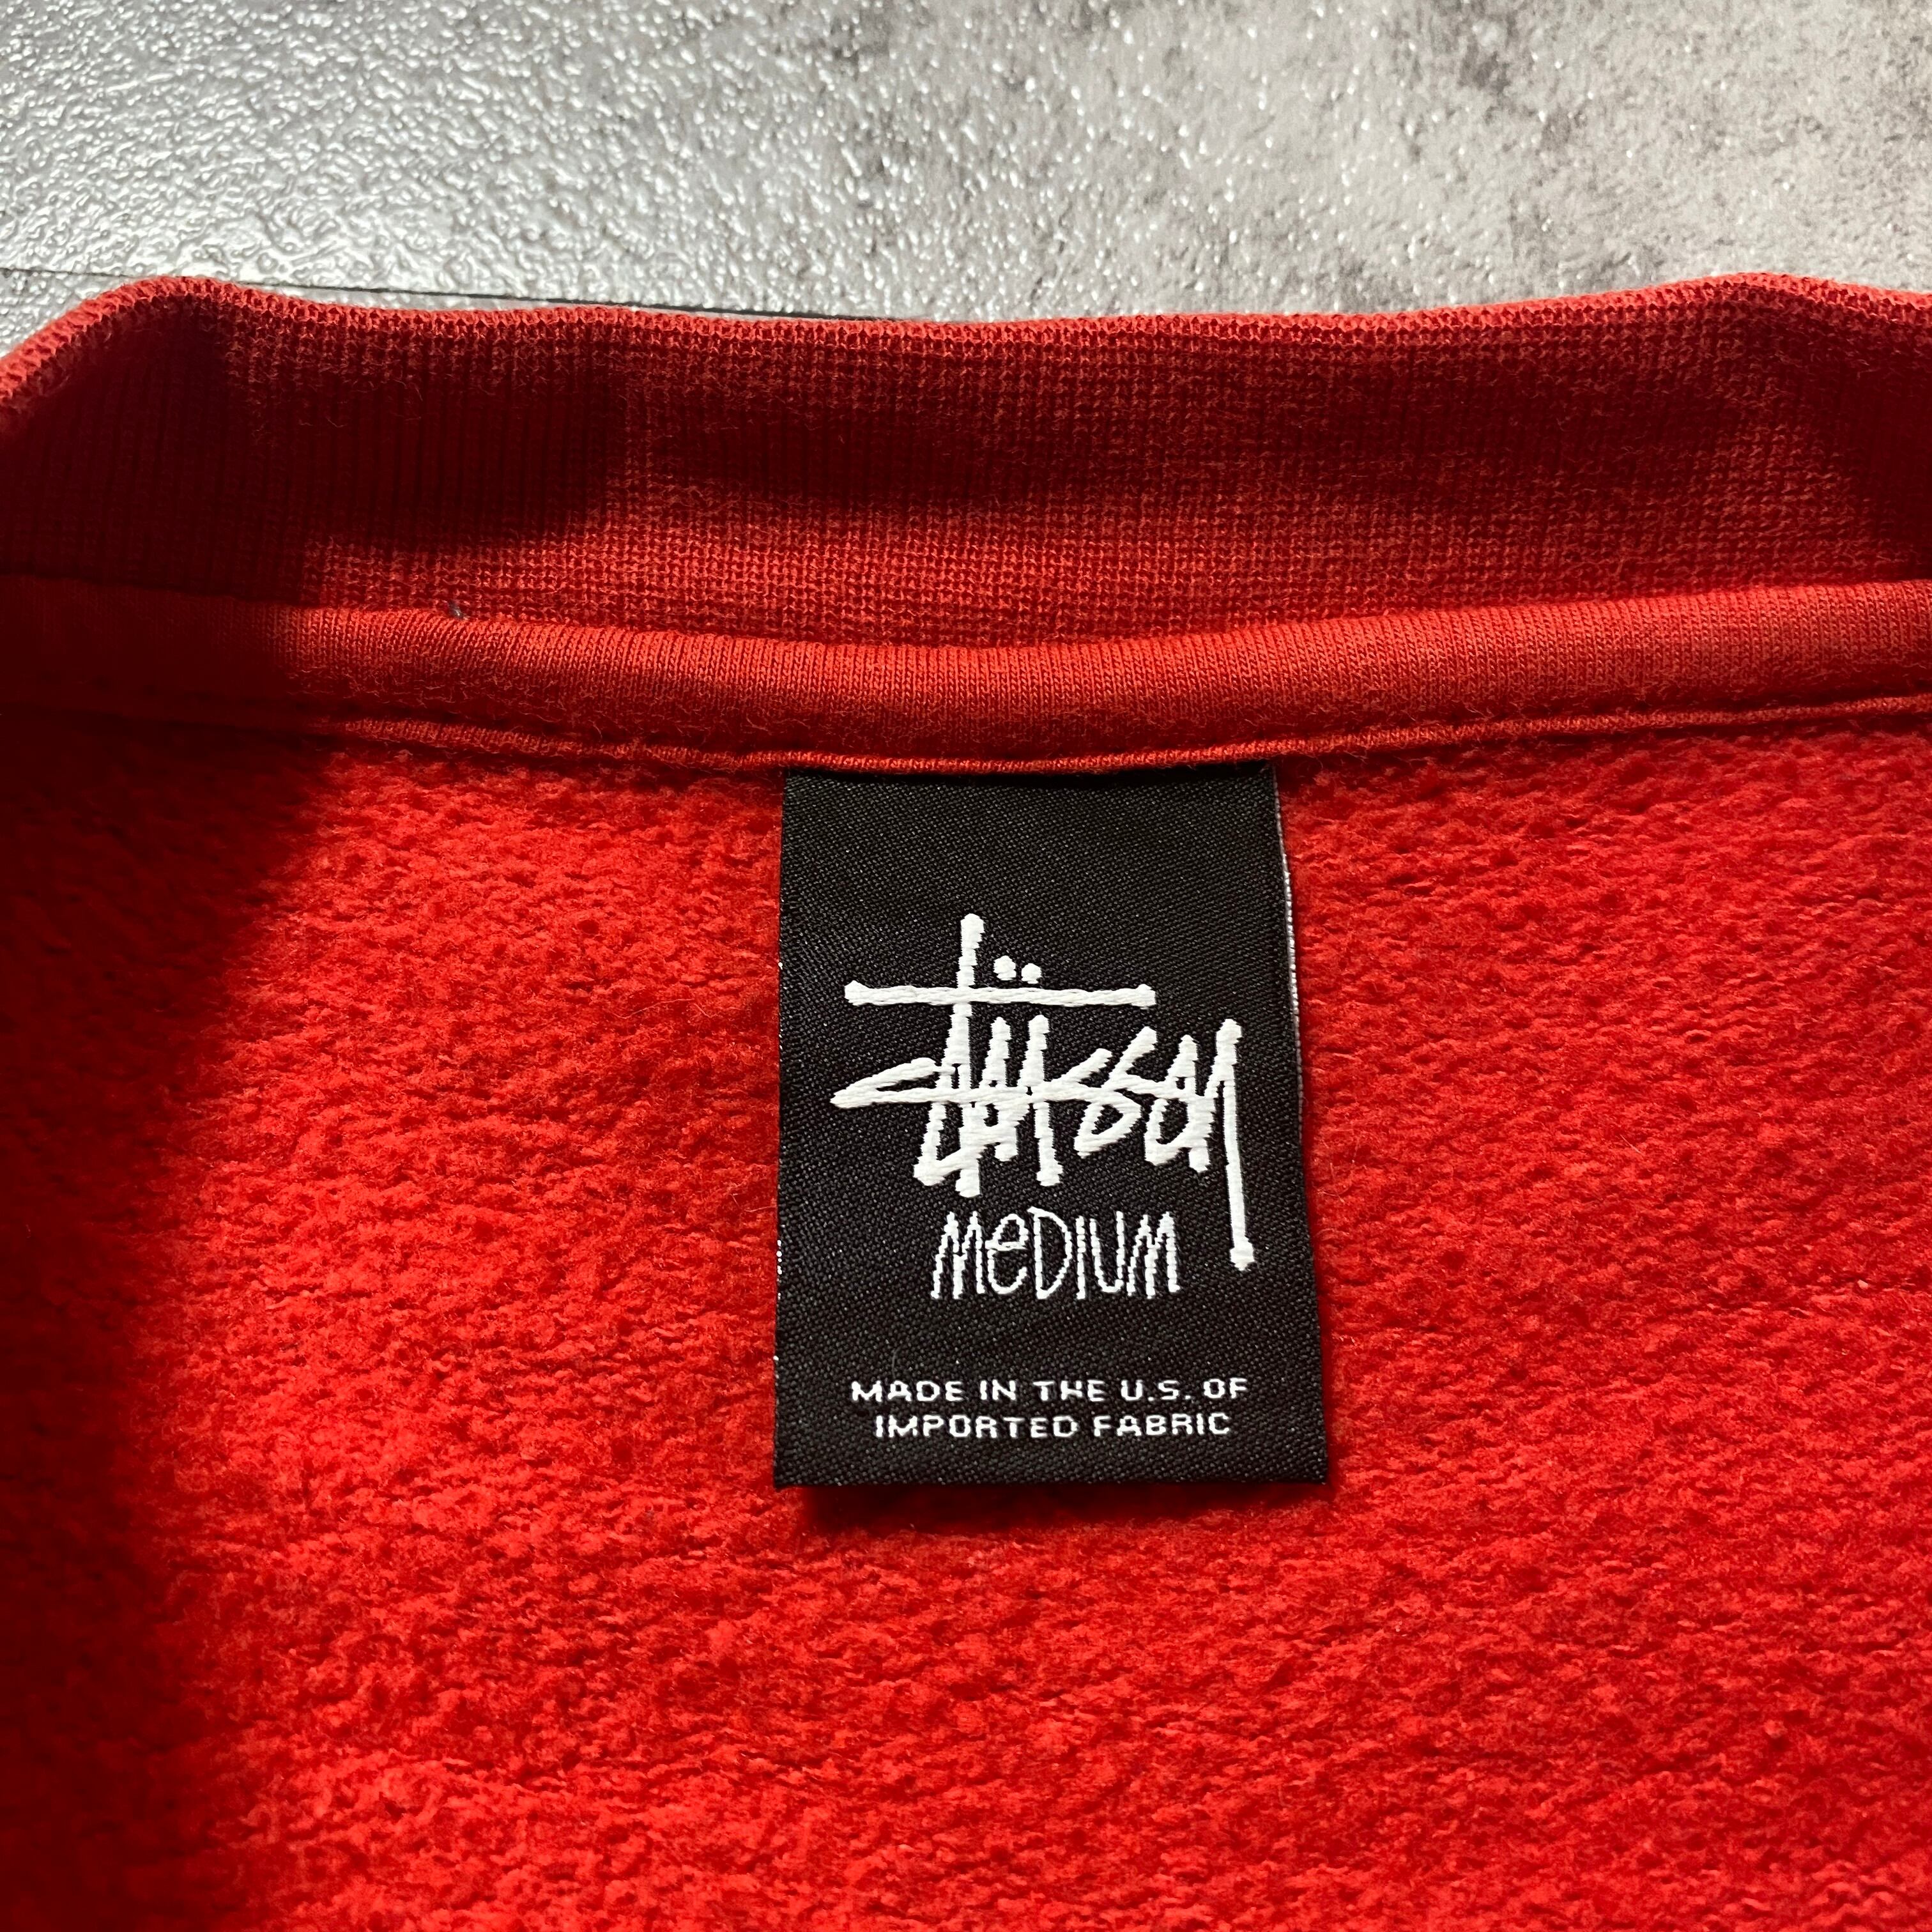 Stüssy
MeDIUM
MADE IN THE U.S. OF
IMPORTED FABRIC